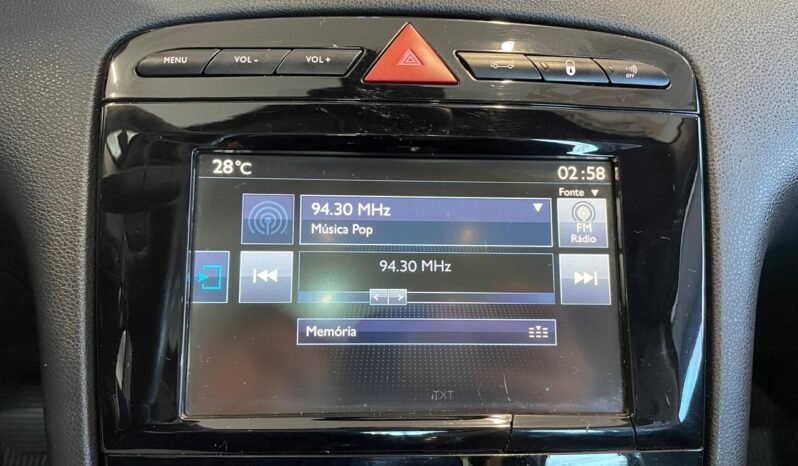 MENU VOL - VOL + OFF
28°C 02:58
Fonte ▼
94.30 MHz ▼
Música Pop
FM
Rádio
94.30 MHz
Memória
TXT